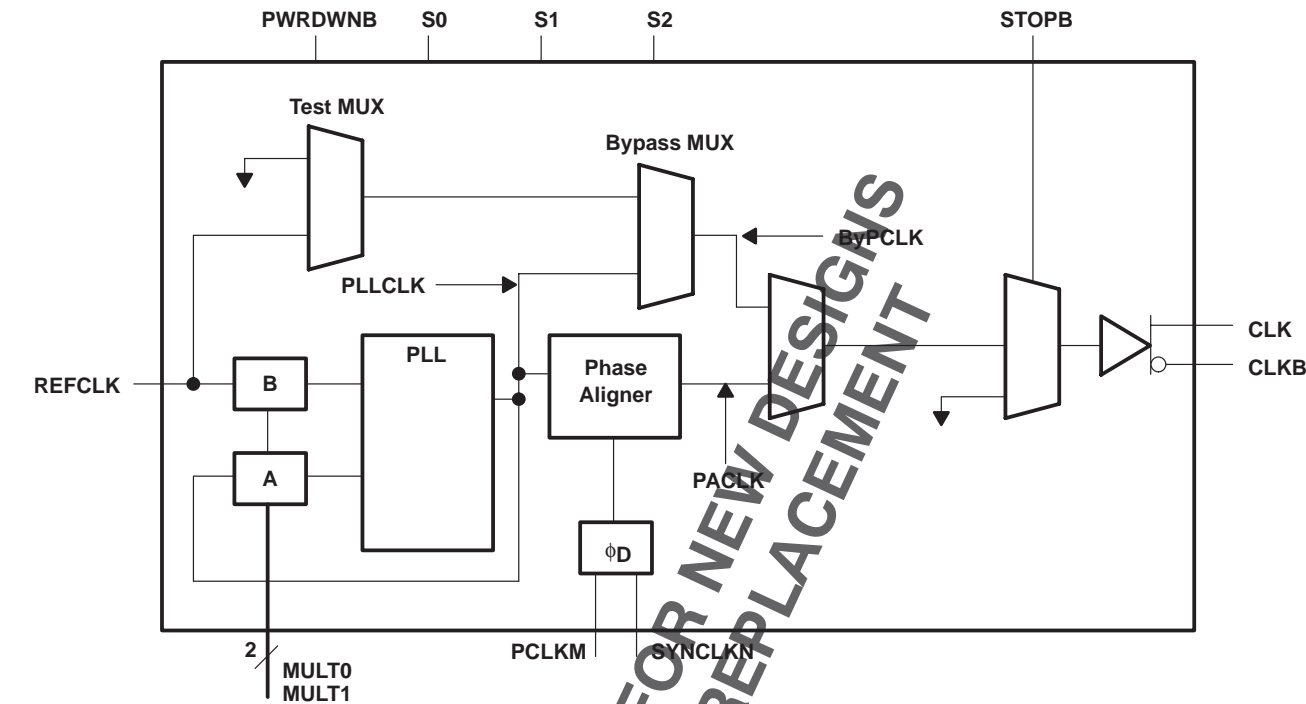 PWRDWNB S0 S1 S2 STOPB
Test MUX
Bypass MUX
ByPCLK
PLLCLK
PLL
Phase
Aligner
CLK
CLKB
REFCLK
B
A
PACLK
ϕD
2
PCLKM SYNCLKN
MULT0
MULT1
FOR NEW DESIGNS
REPLACEMENT